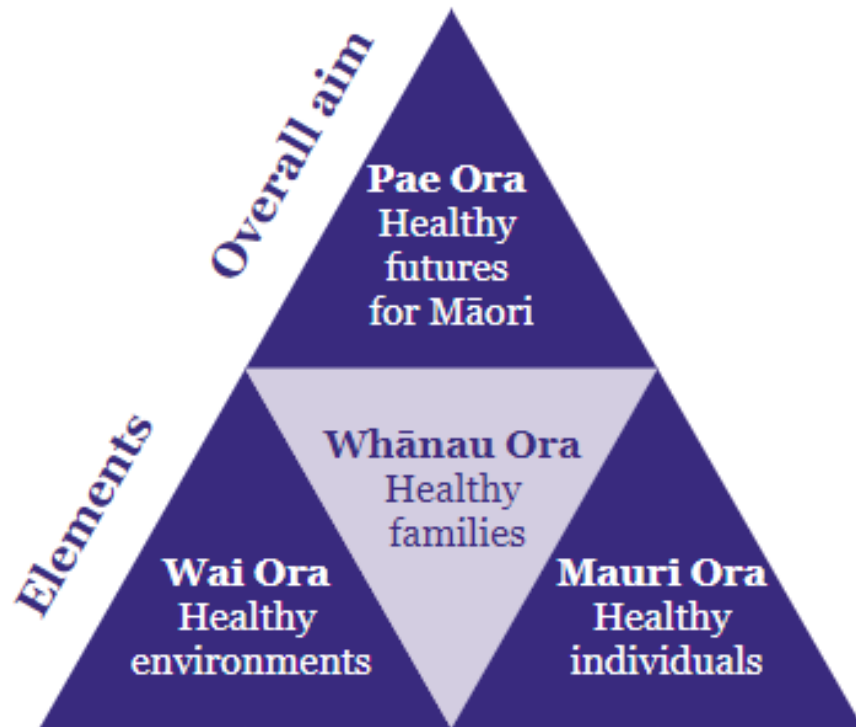 Overall aim
Pae Ora
Healthy
futures
for Māori
Elements
Whānau Ora
Healthy
families
Wai Ora
Healthy
environments
Mauri Ora
Healthy
individuals